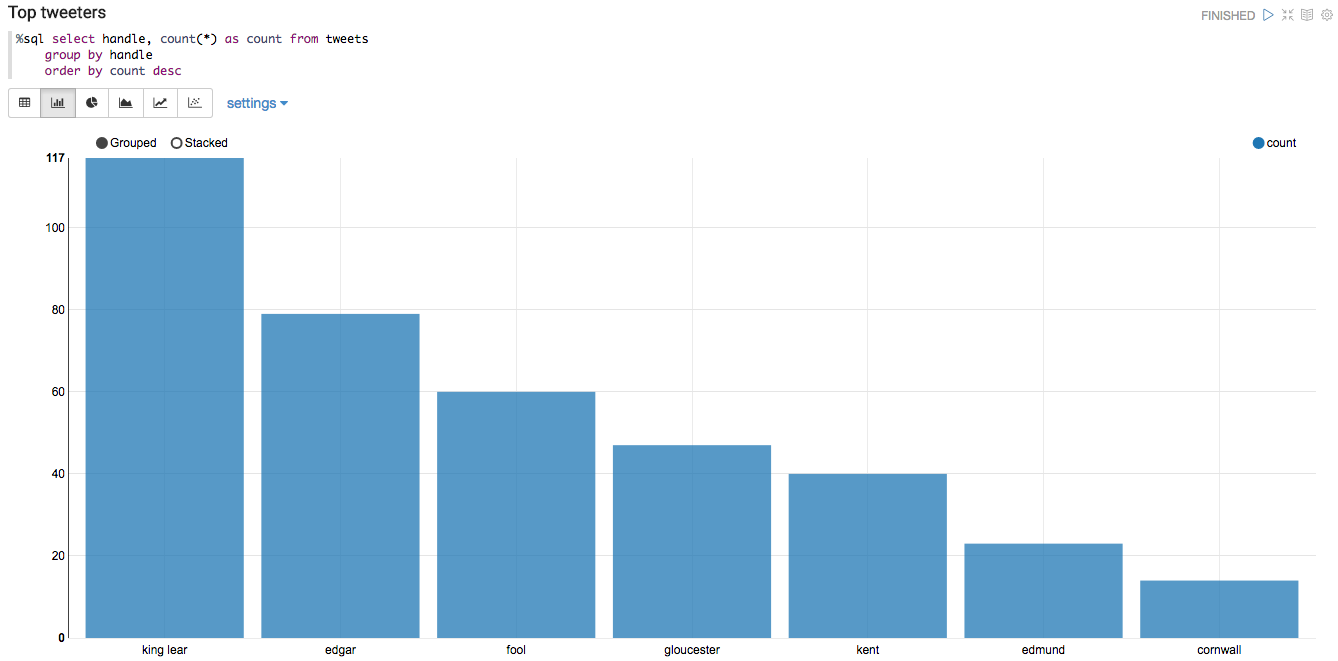 Top tweeters
FINISHED
%sql select handle, count(*) as count from tweets
group by handle
order by count desc
settings
Grouped Stacked
count
117
100
80
60
40
20
0
king lear edgar fool gloucester kent edmund cornwall